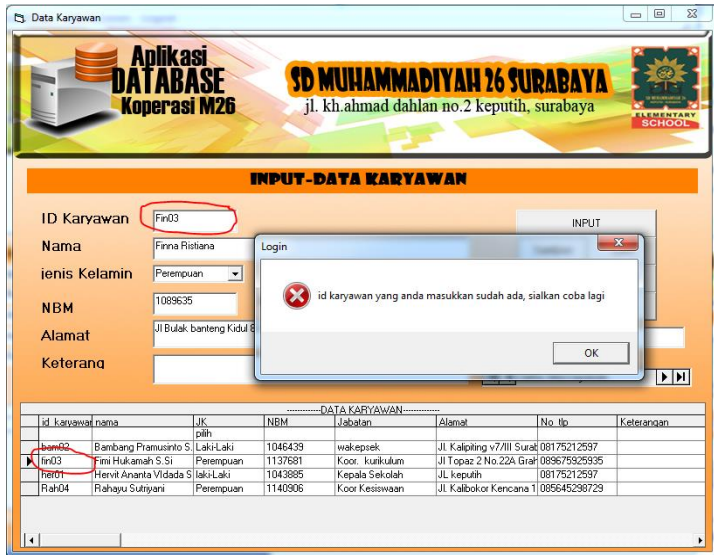 Data Karyawan
Aplikasi
DATABASE
Koperasi M26
SD MUHAMMADIYAH 26 SURABAYA
jl. kh.ahmad dahlan no.2 keputih, surabaya
ELEMENTARY
SCHOOL
INPUT-DATA KARYAWAN
ID Karyawan Fin03 INPUT
Nama Finna Ristiana
jenis Kelamin Perempuan
NBM 1089635
Alamat Jl Bulak banteng Kidul 8
Keterang
Login
id karyawan yang anda masukkan sudah ada, sialkan coba lagi
OK
-------------DATA KARYAWAN-------------
id_karyawan nama JK NBM Jabatan Alamat No_tlp Keterangan
pilih
bam02 Bambang Pramusinto S. Laki-Laki 1046439 wakepsek Jl. Kalipiting v7/III Surab 08175212597
fin03 Fimi Hukamah S.Si Perempuan 1137681 Koor. kurikulum Jl Topaz 2 No.22A Grah 089675925935
her01 Hervit Ananta VIdada S laki-Laki 1043885 Kepala Sekolah JL keputih 08175212597
Rah04 Rahayu Sutriyani Perempuan 1140906 Koor Kesiswaan Jl. Kalibokor Kencana 1 085645298729